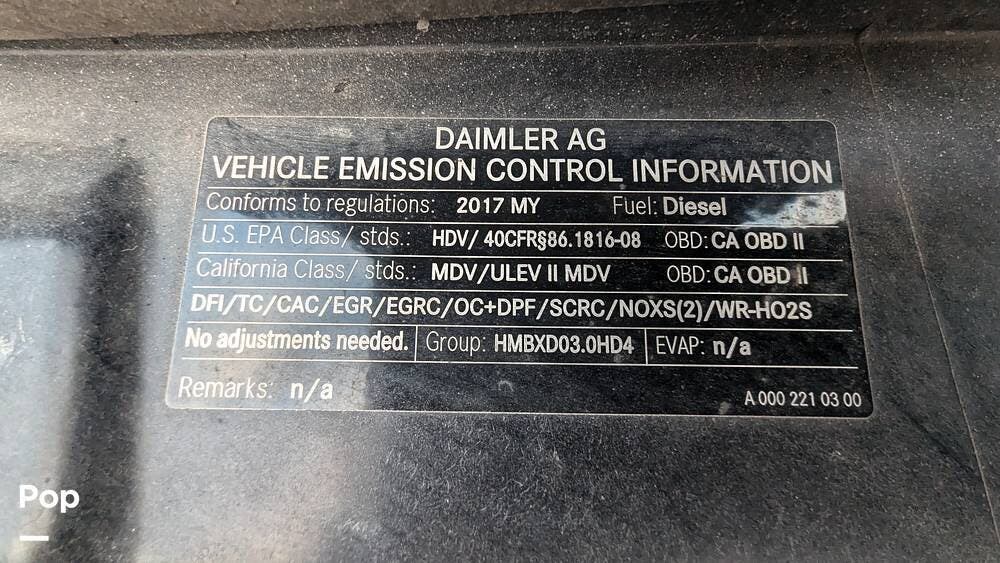 DAIMLER AG
VEHICLE EMISSION CONTROL INFORMATION
Conforms to regulations: 2017 MY Fuel: Diesel
U.S. EPA Class/ stds.: HDV/ 40CFR§86.1816-08 OBD: CA OBD II
California Class/ stds.: MDV/ULEV II MDV OBD: CA OBD II
DFI/TC/CAC/EGR/EGRC/OC+DPF/SCRC/NOXS(2)/WR-HO2S
No adjustments needed. Group: HMBXD03.0HD4 EVAP: n/a
Remarks: n/a A 000 221 03 00
Pop